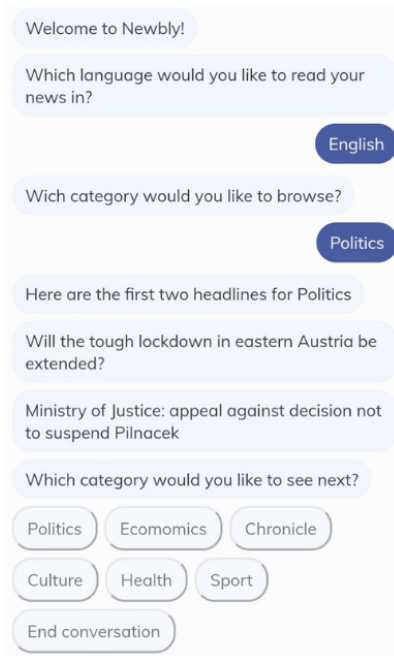 Welcome to Newbly!
Which language would you like to read your
news in?
English
Wich category would you like to browse?
Politics
Here are the first two headlines for Politics
Will the tough lockdown in eastern Austria be
extended?
Ministry of Justice: appeal against decision not
to suspend Pilnacek
Which category would you like to see next?
Politics Ecomomics Chronicle
Culture Health Sport
End conversation